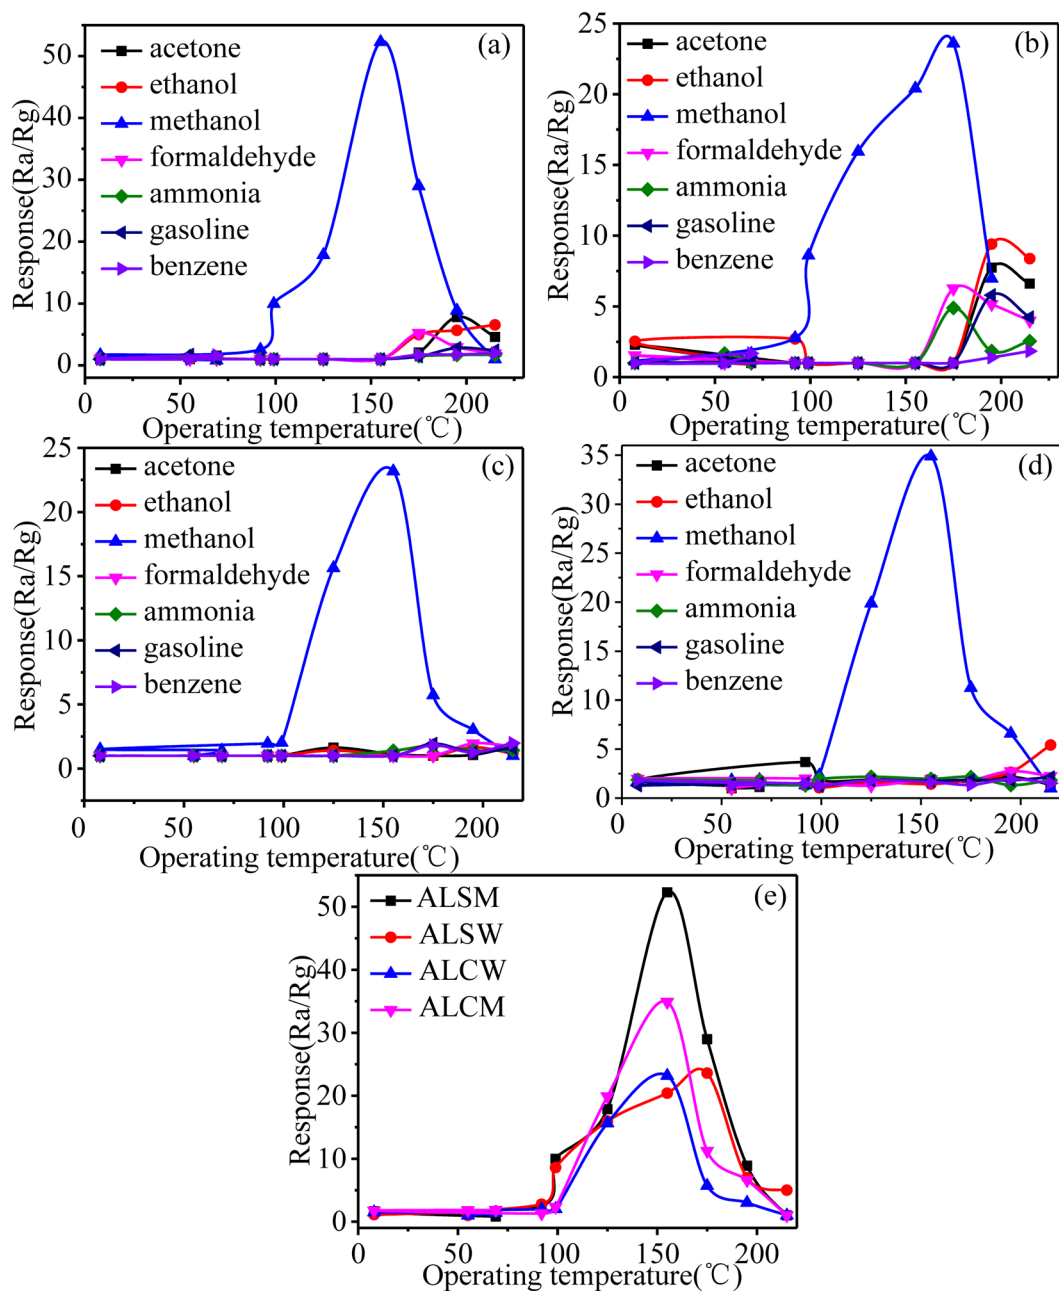 (a)
acetone
ethanol
methanol
formaldehyde
ammonia
gasoline
benzene
Response(Ra/Rg)
50
40
30
20
10
0
0 50 100 150 200
Operating temperature(℃)
(b)
acetone
ethanol
methanol
formaldehyde
ammonia
gasoline
benzene
Response(Ra/Rg)
25
20
15
10
5
0
0 50 100 150 200
Operating temperature(℃)
(c)
acetone
ethanol
methanol
formaldehyde
ammonia
gasoline
benzene
Response(Ra/Rg)
25
20
15
10
5
0
0 50 100 150 200
Operating temperature(℃)
(d)
acetone
ethanol
methanol
formaldehyde
ammonia
gasoline
benzene
Response(Ra/Rg)
35
30
25
20
15
10
5
0
0 50 100 150 200
Operating temperature(℃)
(e)
ALSM
ALSW
ALCW
ALCM
Response(Ra/Rg)
50
40
30
20
10
0
0 50 100 150 200
Operating temperature(℃)